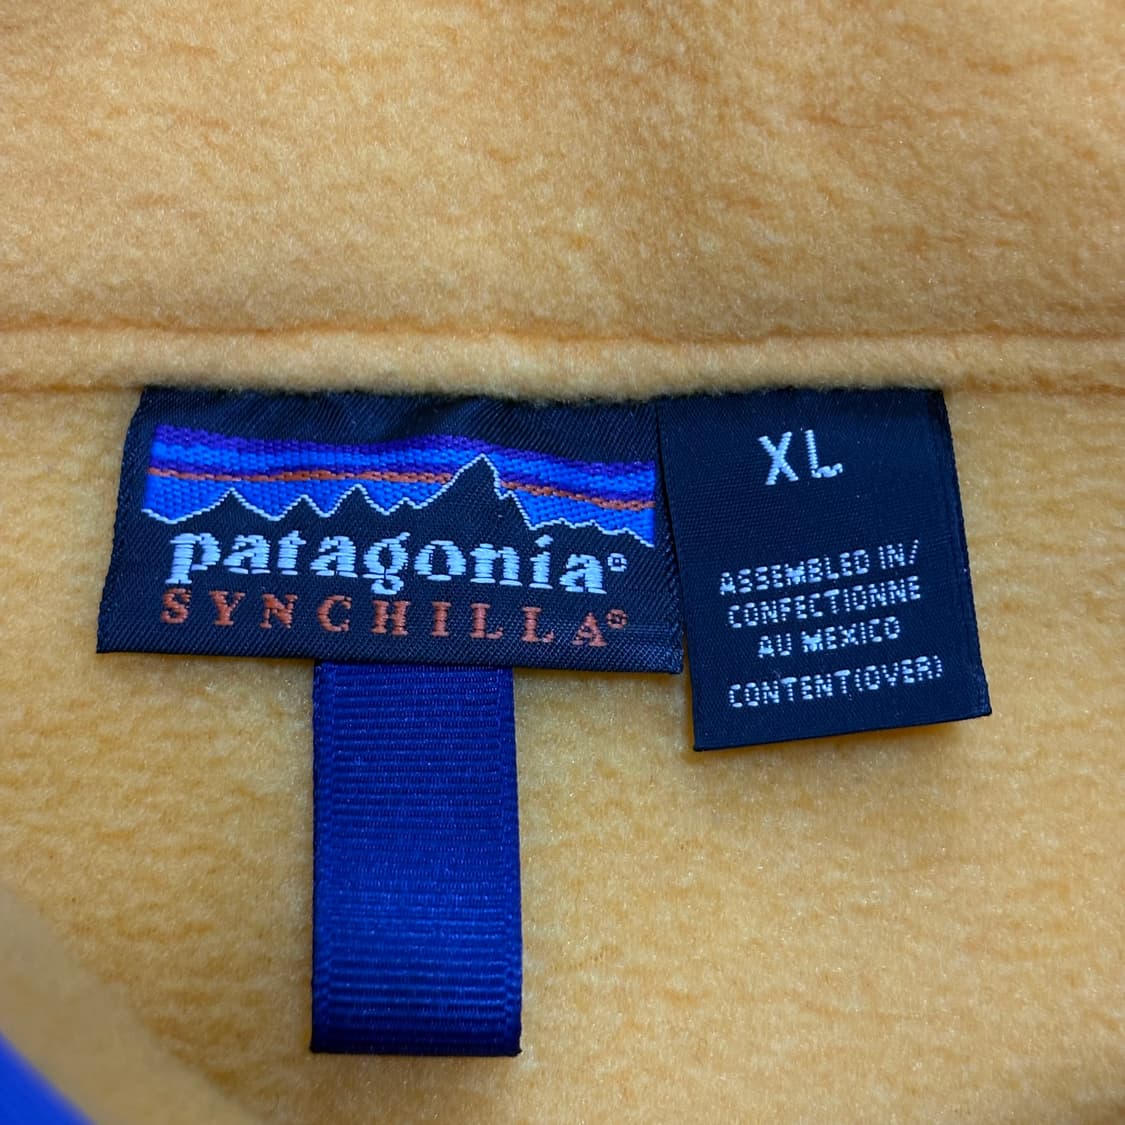 patagonia®
SYNCHILLA®
XL
ASSEMBLED IN/
CONFECTIONNE
AU MEXICO
CONTENT(OVER)